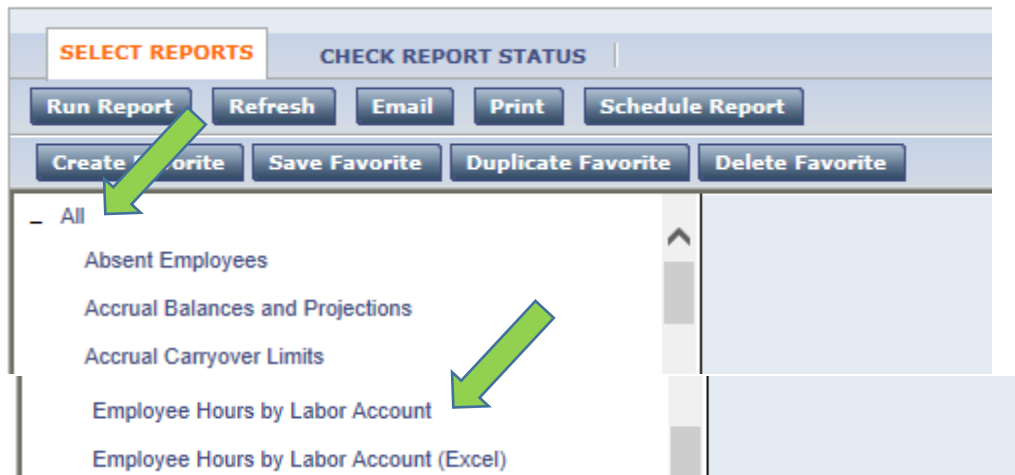 SELECT REPORTS CHECK REPORT STATUS
Run Report Refresh Email Print Schedule Report
Create Favorite Save Favorite Duplicate Favorite Delete Favorite
All
Absent Employees
Accrual Balances and Projections
Accrual Carryover Limits
Employee Hours by Labor Account
Employee Hours by Labor Account (Excel)